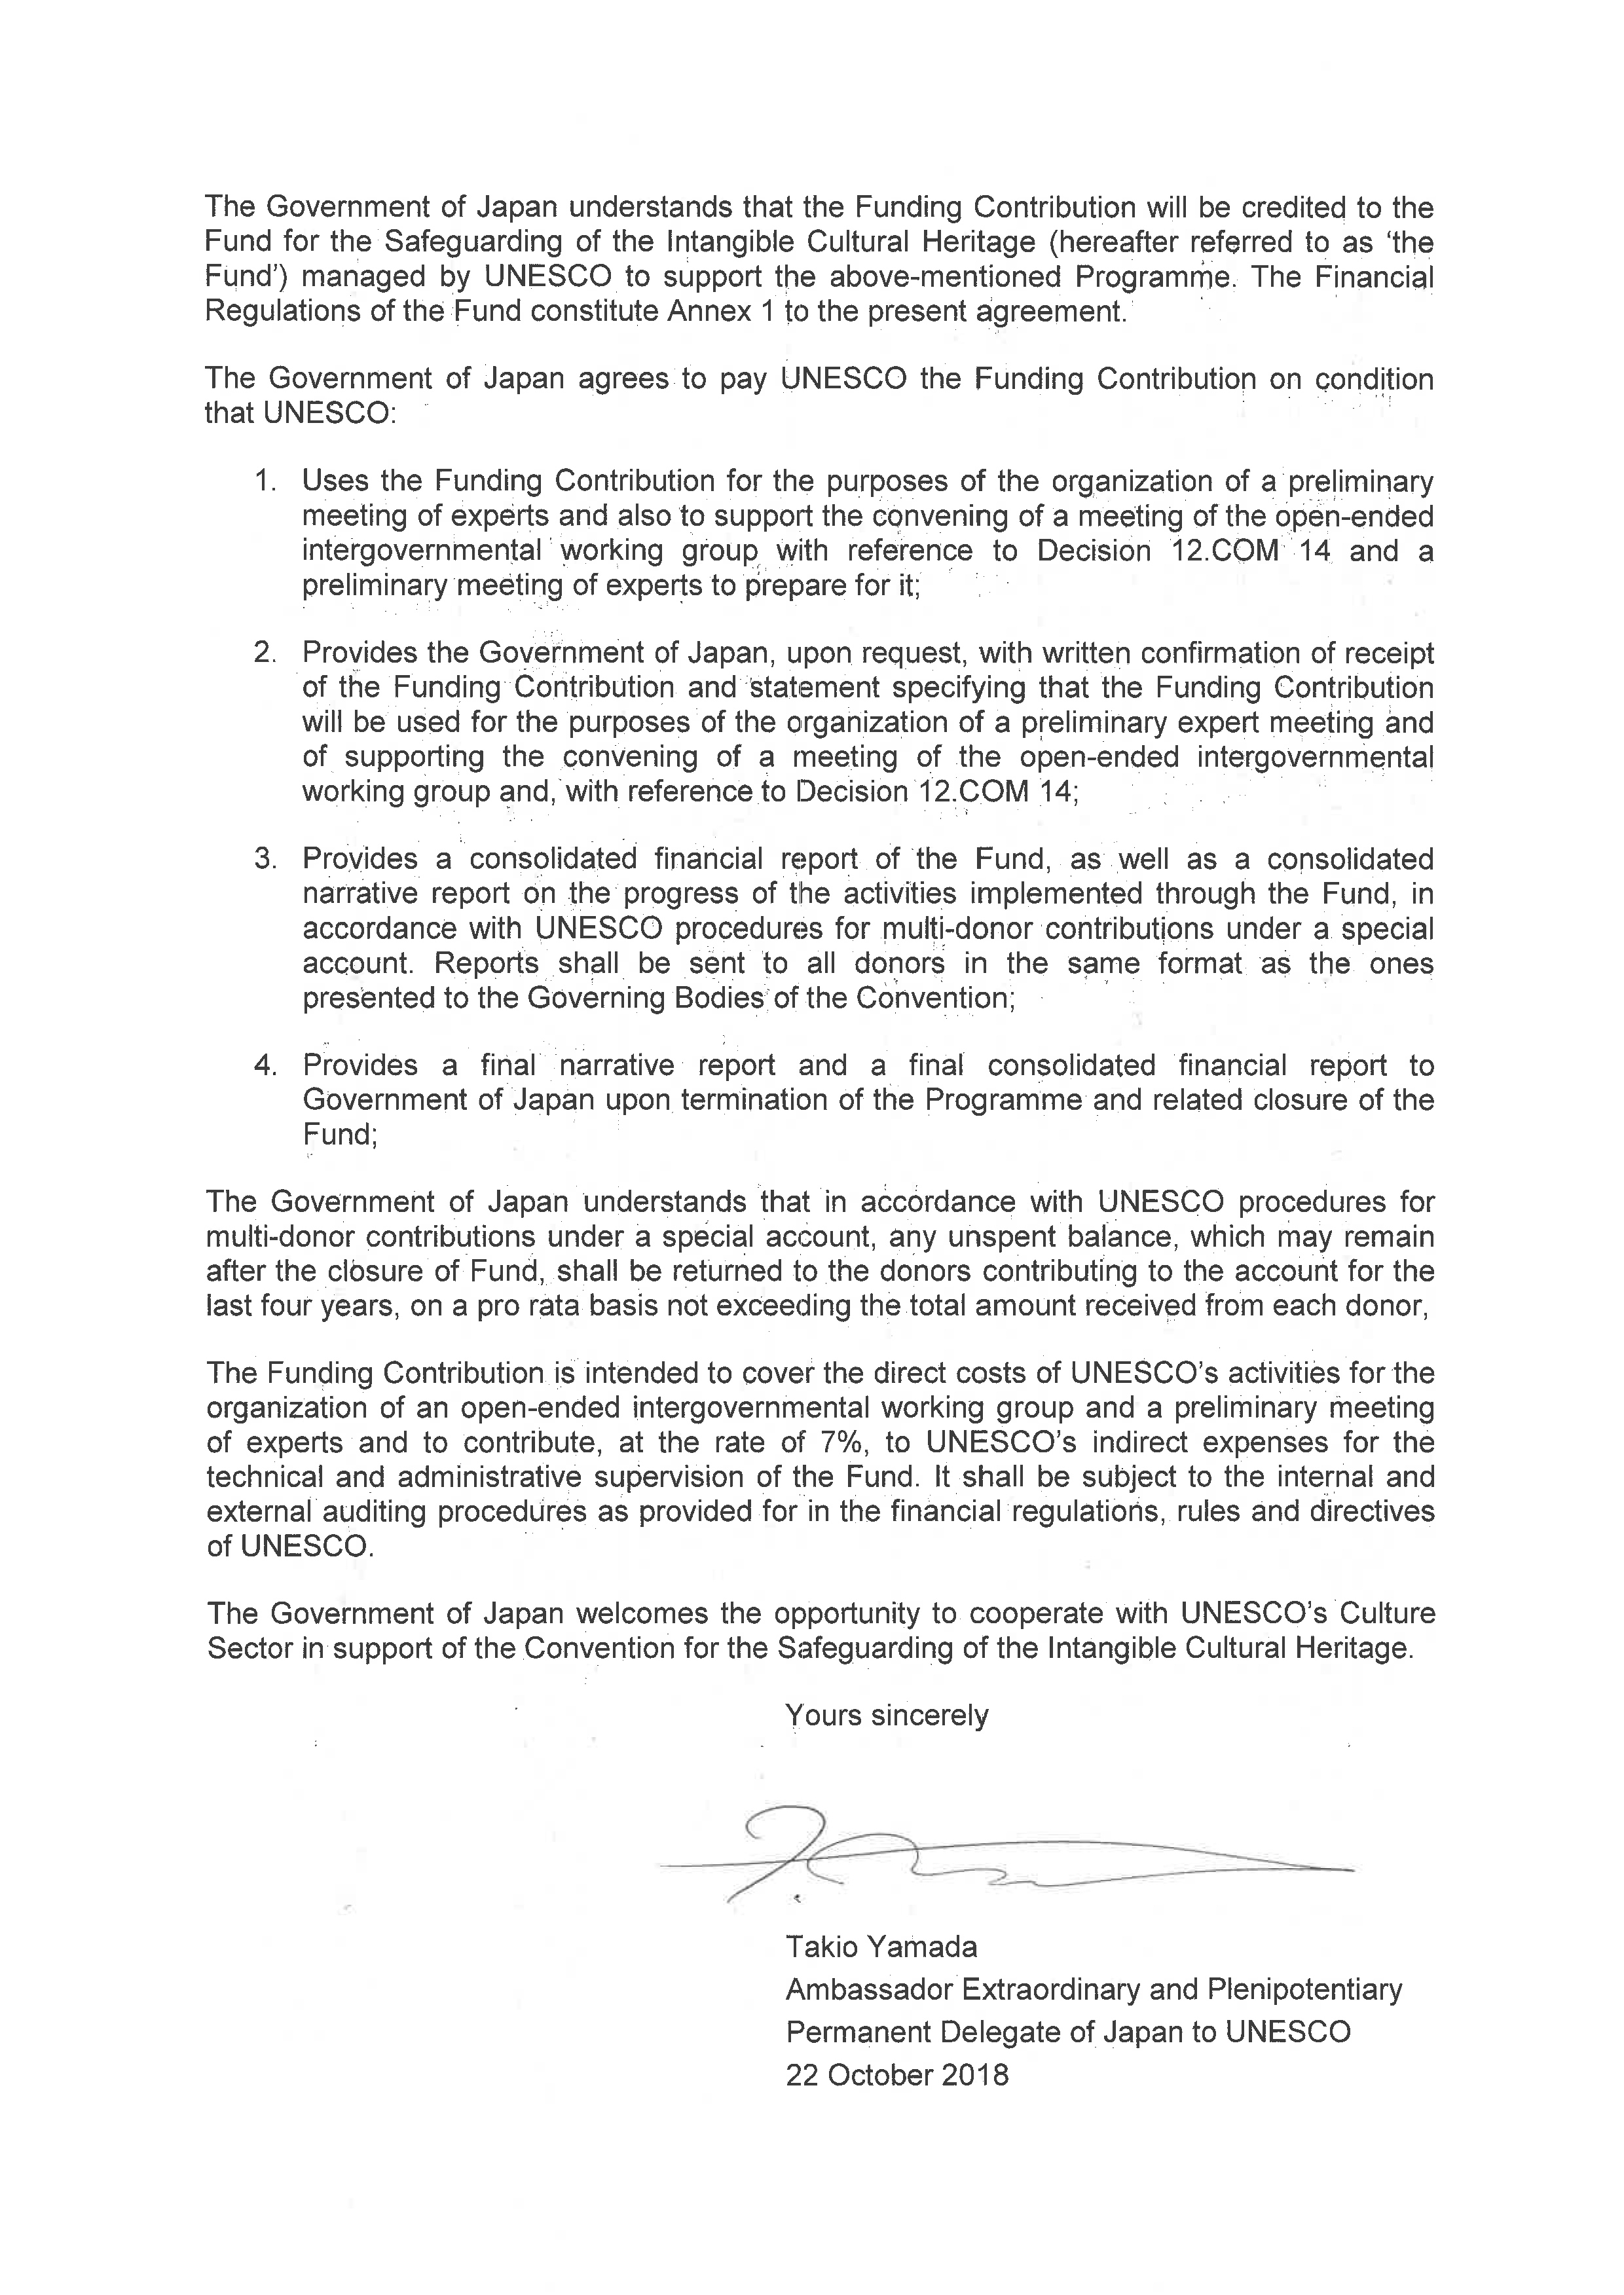 The Government of Japan understands that the Funding Contribution will be credited to the
Fund for the Safeguarding of the Intangible Cultural Heritage (hereafter referred to as ‘the
Fund’) managed by UNESCO to support the above-mentioned Programme. The Financial
Regulations of the Fund constitute Annex 1 to the present agreement.
The Government of Japan agrees to pay UNESCO the Funding Contribution on condition
that UNESCO:
1. Uses the Funding Contribution for the purposes of the organization of a preliminary
meeting of experts and also to support the convening of a meeting of the open-ended
intergovernmental working group with reference to Decision 12.COM 14 and a
preliminary meeting of experts to prepare for it;
2. Provides the Government of Japan, upon request, with written confirmation of receipt
of the Funding Contribution and statement specifying that the Funding Contribution
will be used for the purposes of the organization of a preliminary expert meeting and
of supporting the convening of a meeting of the open-ended intergovernmental
working group and, with reference to Decision 12.COM 14;
3. Provides a consolidated financial report of the Fund, as well as a consolidated
narrative report on the progress of the activities implemented through the Fund, in
accordance with UNESCO procedures for multi-donor contributions under a special
account. Reports shall be sent to all donors in the same format as the ones
presented to the Governing Bodies of the Convention;
4. Provides a final narrative report and a final consolidated financial report to
Government of Japan upon termination of the Programme and related closure of the
Fund;
The Government of Japan understands that in accordance with UNESCO procedures for
multi-donor contributions under a special account, any unspent balance, which may remain
after the closure of Fund, shall be returned to the donors contributing to the account for the
last four years, on a pro rata basis not exceeding the total amount received from each donor,
The Funding Contribution is intended to cover the direct costs of UNESCO’s activities for the
organization of an open-ended intergovernmental working group and a preliminary meeting
of experts and to contribute, at the rate of 7%, to UNESCO’s indirect expenses for the
technical and administrative supervision of the Fund. It shall be subject to the internal and
external auditing procedures as provided for in the financial regulations, rules and directives
of UNESCO.
The Government of Japan welcomes the opportunity to cooperate with UNESCO’s Culture
Sector in support of the Convention for the Safeguarding of the Intangible Cultural Heritage.
Yours sincerely
Takio Yamada
Ambassador Extraordinary and Plenipotentiary
Permanent Delegate of Japan to UNESCO
22 October 2018